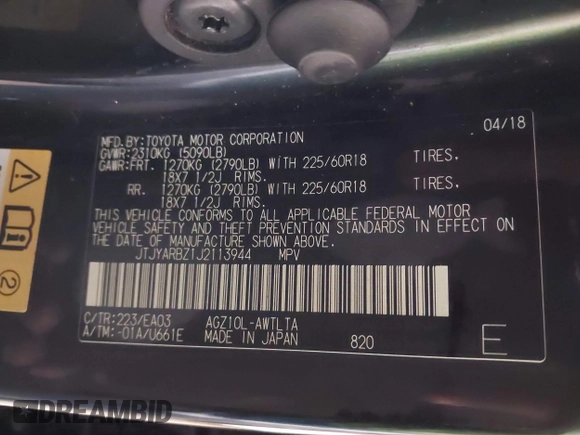 04/18
MFD.BY:TOYOTA MOTOR CORPORATION
GVWR:2310KG (5090LB)
GAWR:FRT. 1270KG (2790LB) WITH 225/60R18 TIRES,
18X7 1/2J RIMS.
RR. 1270KG (2790LB) WITH 225/60R18 TIRES,
18X7 1/2J RIMS.
THIS VEHICLE CONFORMS TO ALL APPLICABLE FEDERAL MOTOR
VEHICLE SAFETY AND THEFT PREVENTION STANDARDS IN EFFECT ON
THE DATE OF MANUFACTURE SHOWN ABOVE.
JTJYARBZ1J2113944 MPV
C/TR:223/EA03 AGZ10L-AWTLTA
A/TM:-01A/U661E MADE IN JAPAN 820 E
2
DREAMBID